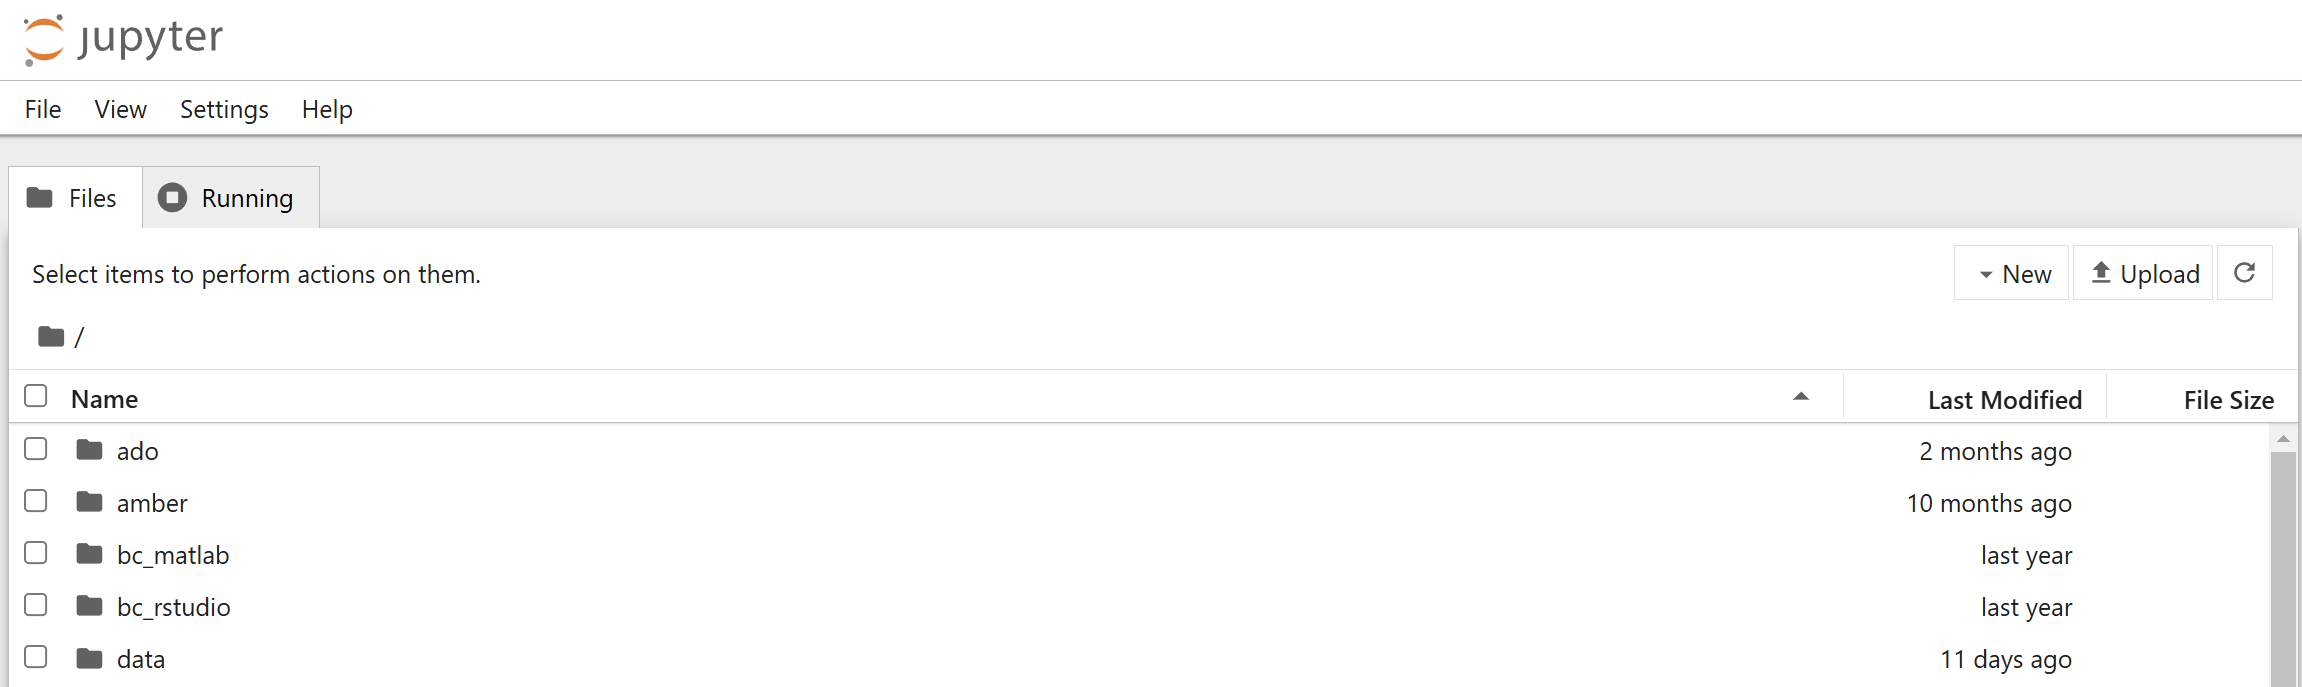 jupyter
File View Settings Help
Files Running
Select items to perform actions on them.
New Upload
/
Name Last Modified File Size
ado 2 months ago
amber 10 months ago
bc_matlab last year
bc_rstudio last year
data 11 days ago